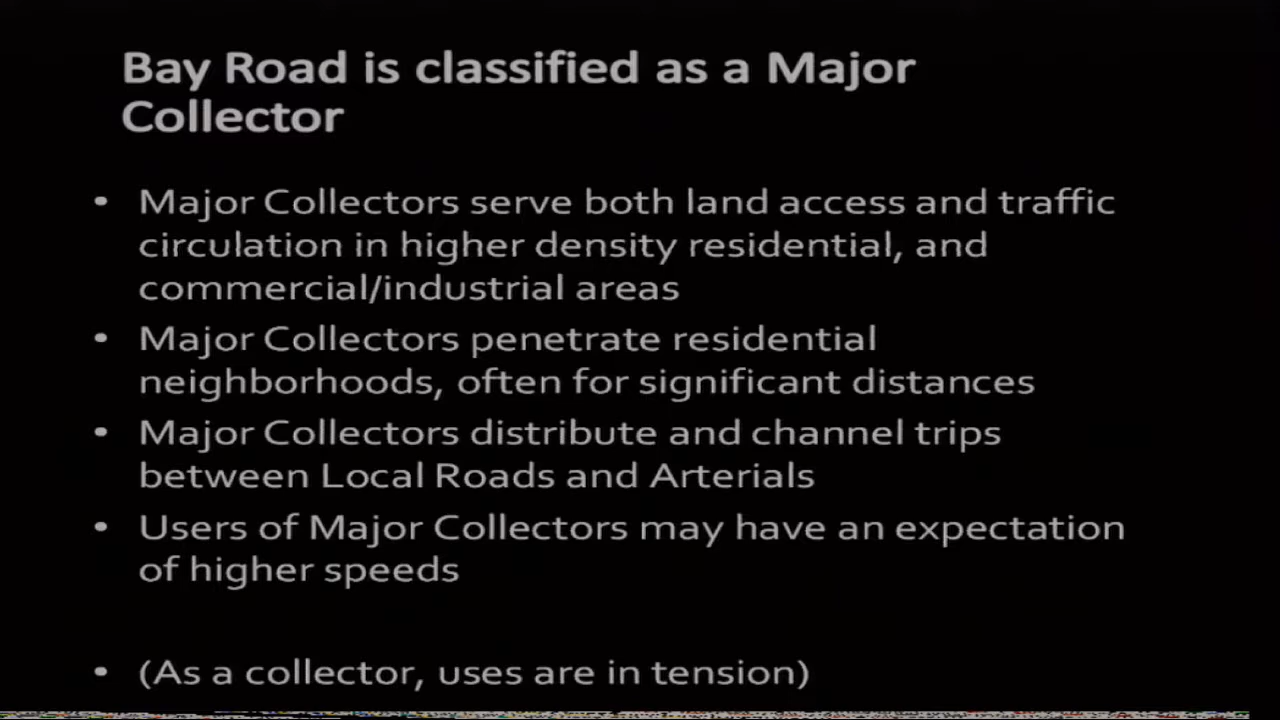 Bay Road is classified as a Major
Collector
• Major Collectors serve both land access and traffic
circulation in higher density residential, and
commercial/industrial areas
• Major Collectors penetrate residential
neighborhoods, often for significant distances
• Major Collectors distribute and channel trips
between Local Roads and Arterials
• Users of Major Collectors may have an expectation
of higher speeds
• (As a collector, uses are in tension)